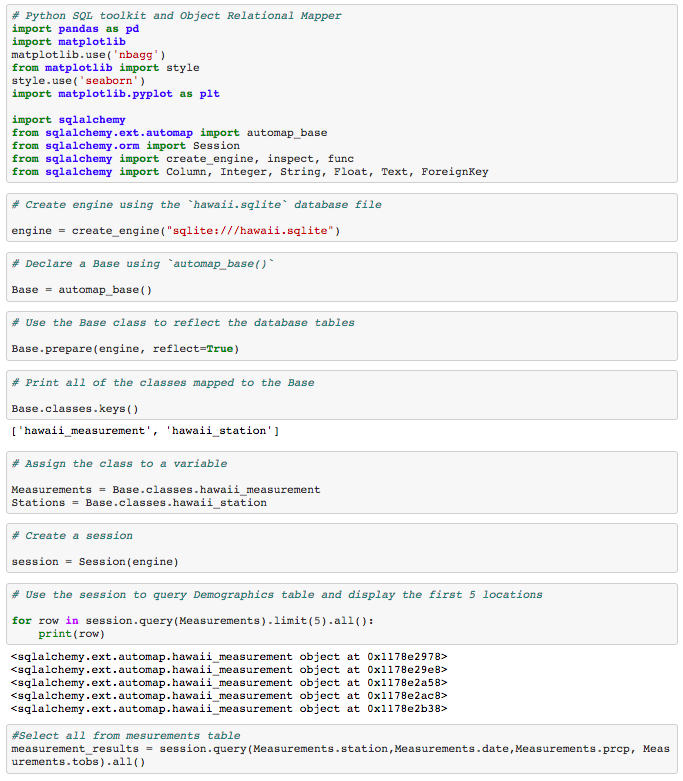 # Python SQL toolkit and Object Relational Mapper
import pandas as pd
import matplotlib
matplotlib.use('nbagg')
from matplotlib import style
style.use('seaborn')
import matplotlib.pyplot as plt
import sqlalchemy
from sqlalchemy.ext.automap import automap_base
from sqlalchemy.orm import Session
from sqlalchemy import create_engine, inspect, func
from sqlalchemy import Column, Integer, String, Float, Text, ForeignKey
# Create engine using the `hawaii.sqlite` database file
engine = create_engine("sqlite:///hawaii.sqlite")
# Declare a Base using `automap_base()`
Base = automap_base()
# Use the Base class to reflect the database tables
Base.prepare(engine, reflect=True)
# Print all of the classes mapped to the Base
Base.classes.keys()
['hawaii_measurement', 'hawaii_station']
# Assign the class to a variable
Measurements = Base.classes.hawaii_measurement
Stations = Base.classes.hawaii_station
# Create a session
session = Session(engine)
# Use the session to query Demographics table and display the first 5 locations
for row in session.query(Measurements).limit(5).all():
    print(row)
<sqlalchemy.ext.automap.hawaii_measurement object at 0x1178e2978>
<sqlalchemy.ext.automap.hawaii_measurement object at 0x1178e29e8>
<sqlalchemy.ext.automap.hawaii_measurement object at 0x1178e2a58>
<sqlalchemy.ext.automap.hawaii_measurement object at 0x1178e2ac8>
<sqlalchemy.ext.automap.hawaii_measurement object at 0x1178e2b38>
#Select all from mesurements table
measurement_results = session.query(Measurements.station,Measurements.date,Measurements.prcp, Meas
urements.tobs).all()